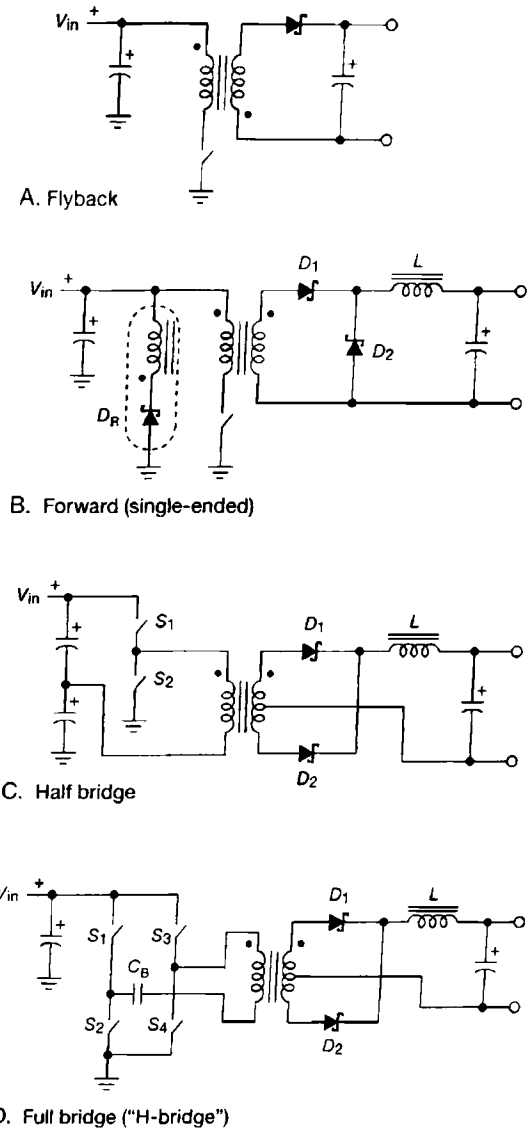 Vin +
+
A. Flyback
D1 L
Vin +
+ D2 +
DR
B. Forward (single-ended)
Vin +
S1 D1 L
+
S2 +
+
D2
C. Half bridge
Vin +
D1 L
+ S1 S3
CB +
S2 S4
D2
D. Full bridge ("H-bridge")